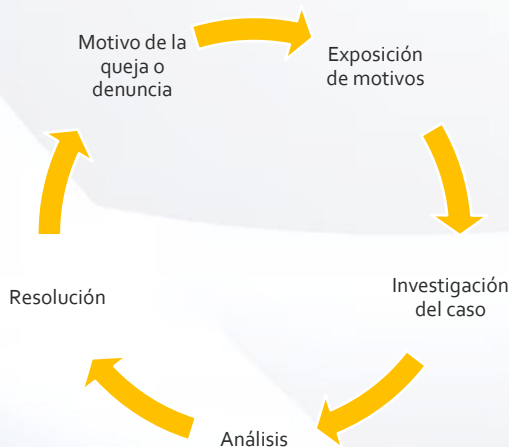 Motivo de la
queja o
denuncia
Exposición
de motivos
Investigación
del caso
Análisis
Resolución